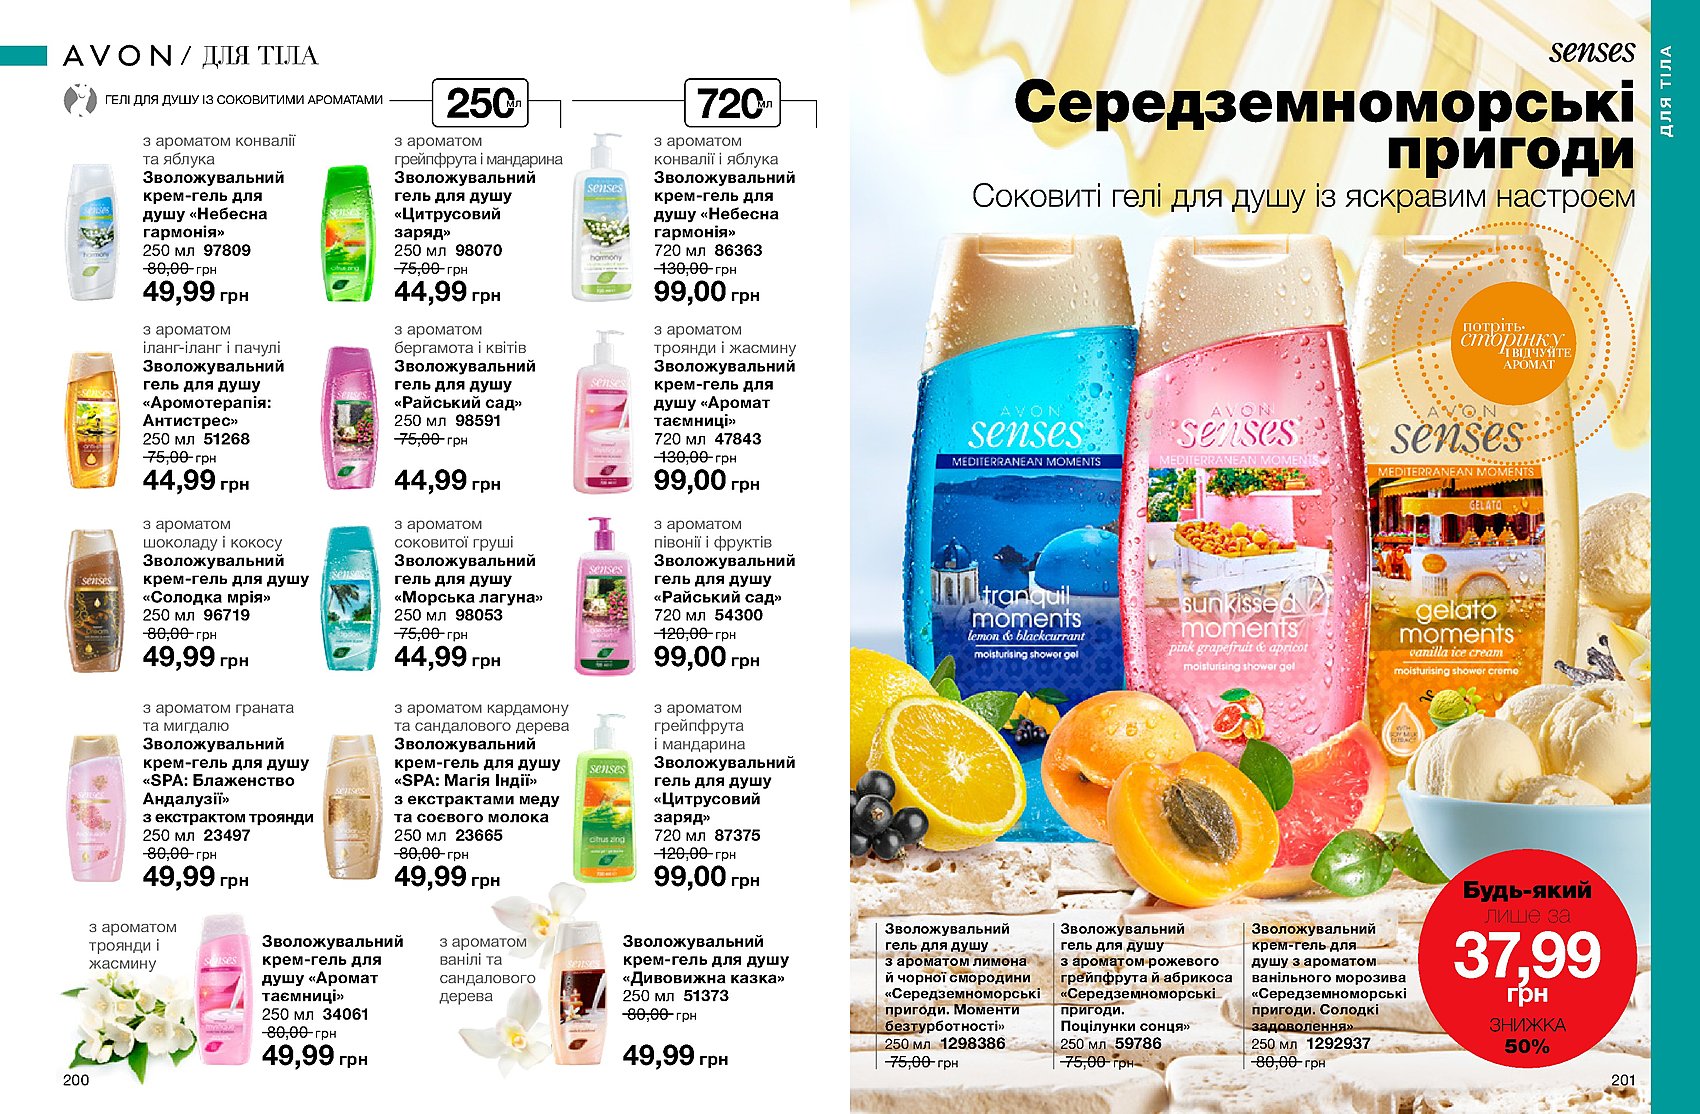 AVON / ДЛЯ ТІЛА
ГЕЛІ ДЛЯ ДУШУ ІЗ СОКОВИТИМИ АРОМАТАМИ
250 мл
720 мл
з ароматом конвалії
та яблука
Зволожувальний
крем-гель для
душу «Небесна
гармонія»
250 мл 97809
80,00 грн
49,99 грн
з ароматом
грейпфрута і мандарина
Зволожувальний
гель для душу
«Цитрусовий
заряд»
250 мл 98070
75,00 грн
44,99 грн
з ароматом
конвалії і яблука
Зволожувальний
крем-гель для
душу «Небесна
гармонія»
720 мл 86363
130,00 грн
99,00 грн
з ароматом
іланг-іланг і пачулі
Зволожувальний
гель для душу
«Аромотерапія:
Антистрес»
250 мл 51268
75,00 грн
44,99 грн
з ароматом
бергамота і квітів
Зволожувальний
гель для душу
«Райський сад»
250 мл 98591
75,00 грн
44,99 грн
з ароматом
троянди і жасмину
Зволожувальний
крем-гель для
душу «Аромат
таємниці»
720 мл 47843
130,00 грн
99,00 грн
з ароматом
шоколаду і кокосу
Зволожувальний
крем-гель для душу
«Солодка мрія»
250 мл 96719
80,00 грн
49,99 грн
з ароматом
соковитої груші
Зволожувальний
гель для душу
«Морська лагуна»
250 мл 98053
75,00 грн
44,99 грн
з ароматом
півонії і фруктів
Зволожувальний
гель для душу
«Райський сад»
720 мл 54300
120,00 грн
99,00 грн
з ароматом граната
та мигдалю
Зволожувальний
крем-гель для душу
«SPA: Блаженство
Андалузії»
з екстрактом троянди
250 мл 23497
80,00 грн
49,99 грн
з ароматом кардамону
та сандалового дерева
Зволожувальний
крем-гель для душу
«SPA: Магія Індії»
з екстрактами меду
та соєвого молока
250 мл 23665
80,00 грн
49,99 грн
з ароматом
грейпфрута
і мандарина
Зволожувальний
гель для душу
«Цитрусовий
заряд»
720 мл 87375
120,00 грн
99,00 грн
з ароматом
троянди і
жасмину
Зволожувальний
крем-гель для
душу «Аромат
таємниці»
250 мл 34061
80,00 грн
49,99 грн
з ароматом
ванілі та
сандалового
дерева
Зволожувальний
крем-гель для душу
«Дивовижна казка»
250 мл 51373
80,00 грн
49,99 грн
200
senses
Середземноморські
пригоди
Соковиті гелі для душу із яскравим настроєм
ДЛЯ ТІЛА
потріть
сторінку
і відчуйте
аромат
AVON
senses
MEDITERRANEAN MOMENTS
tranquil
moments
lemon & blackcurrant
moisturising shower gel
AVON
senses
MEDITERRANEAN MOMENTS
sunkissed
moments
pink grapefruit & apricot
moisturising shower gel
AVON
senses
MEDITERRANEAN MOMENTS
GELATO
gelato
moments
vanilla ice cream
moisturising shower creme
WITH
SOY MILK
EXTRACT
Зволожувальний
гель для душу
з ароматом лимона
й чорної смородини
«Середземноморські
пригоди. Моменти
безтурботності»
250 мл 1298386
75,00 грн
Зволожувальний
гель для душу
з ароматом рожевого
грейпфрута й абрикоса
«Середземноморські
пригоди.
Поцілунки сонця»
250 мл 59786
75,00 грн
Зволожувальний
крем-гель для
душу з ароматом
ванільного морозива
«Середземноморські
пригоди. Солодкі
задоволення»
250 мл 1292937
80,00 грн
Будь-який
лише за
37,99
грн
ЗНИЖКА
50%
201